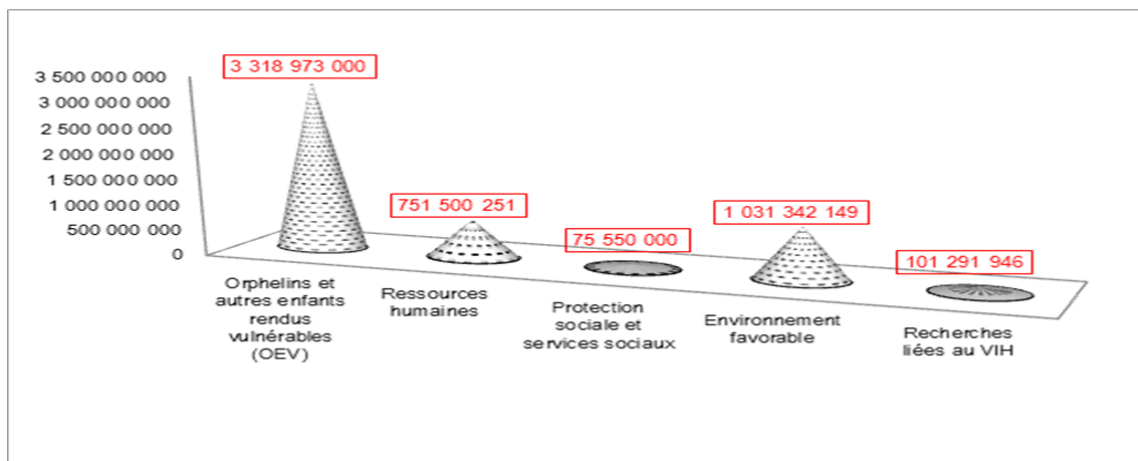 3 318 973 000
3 500 000 000
3 000 000 000
2 500 000 000
2 000 000 000
1 500 000 000
1 000 000 000
500 000 000
0
751 500 251
75 550 000
1 031 342 149
101 291 946
Orphelins et
autres enfants
rendus
vulnérables
(OEV)
Ressources
humaines
Protection
sociale et
services sociaux
Environnement
favorable
Recherches
liées au VIH